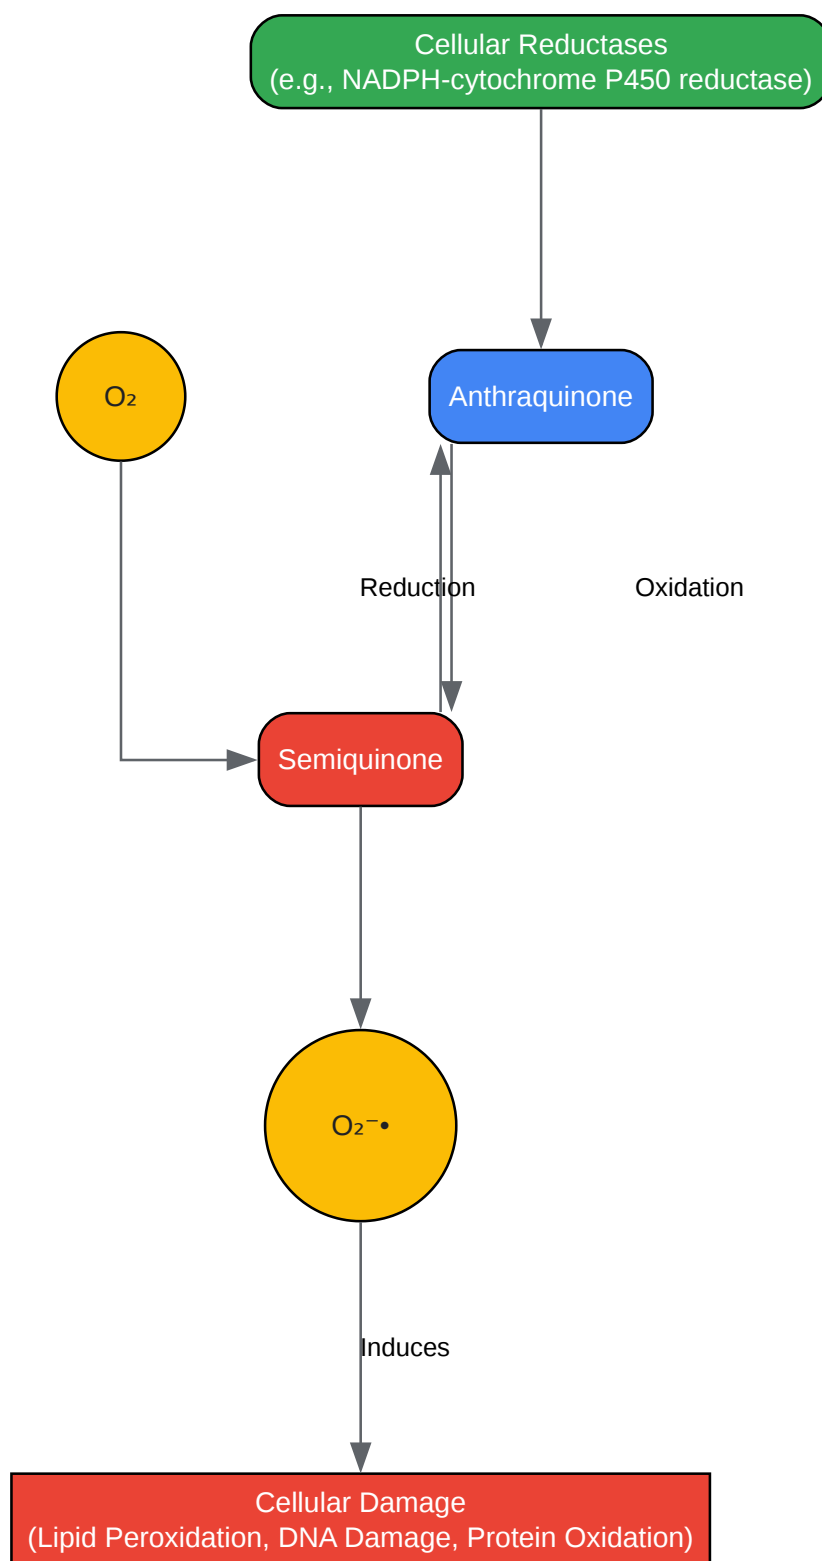 Cellular Reductases
(e.g., NADPH-cytochrome P450 reductase)
O₂
Anthraquinone
Reduction
Oxidation
Semiquinone
O₂⁻•
Induces
Cellular Damage
(Lipid Peroxidation, DNA Damage, Protein Oxidation)